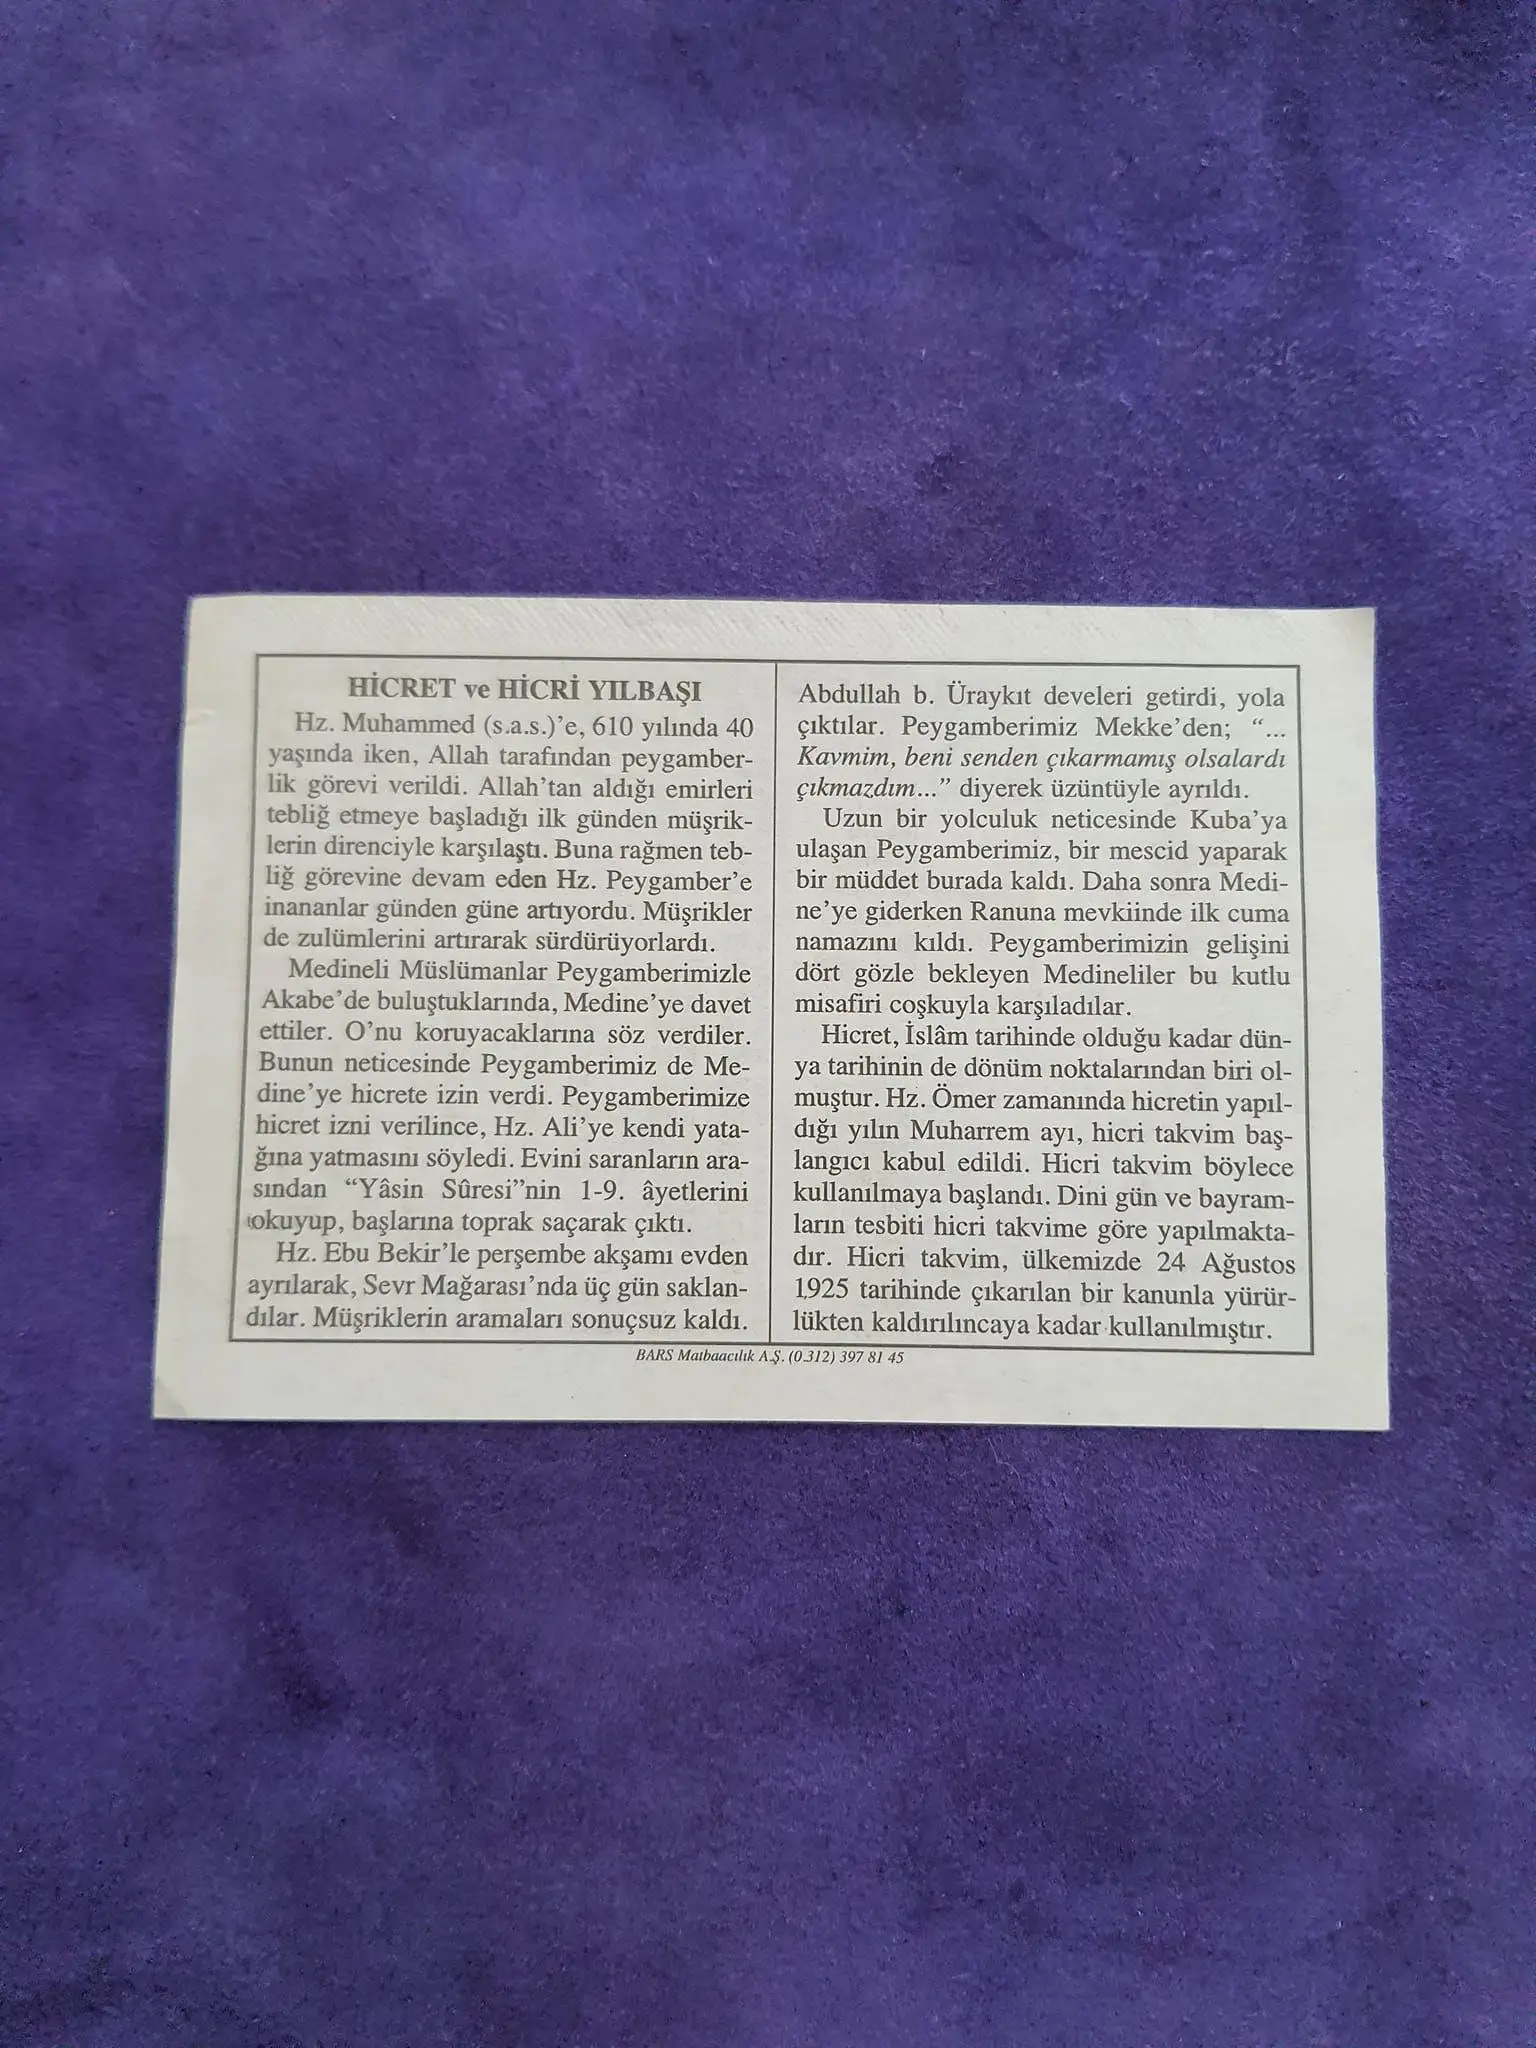 HİCRET ve HİCRİ YILBAŞI
Hz. Muhammed (s.a.s.)'e, 610 yılında 40
yaşında iken, Allah tarafından peygamber-
lik görevi verildi. Allah'tan aldığı emirleri
tebliğ etmeye başladığı ilk günden müşrik-
lerin direnciyle karşılaştı. Buna rağmen teb-
liğ görevine devam eden Hz. Peygamber'e
inananlar günden güne artıyordu. Müşrikler
de zulümlerini artırarak sürdürüyorlardı.
Medineli Müslümanlar Peygamberimizle
Akabe'de buluştuklarında, Medine'ye davet
ettiler. O'nu koruyacaklarına söz verdiler.
Bunun neticesinde Peygamberimiz de Me-
dine'ye hicrete izin verdi. Peygamberimize
hicret izni verilince, Hz. Ali'ye kendi yata-
ğına yatmasını söyledi. Evini saranların ara-
sından “Yâsin Sûresi”nin 1-9. âyetlerini
okuyup, başlarına toprak saçarak çıktı.
Hz. Ebu Bekir'le perşembe akşamı evden
ayrılarak, Sevr Mağarası'nda üç gün saklan-
dılar. Müşriklerin aramaları sonuçsuz kaldı.
Abdullah b. Üraykıt develeri getirdi, yola
çıktılar. Peygamberimiz Mekke'den; “...
Kavmim, beni senden çıkarmamış olsalardı
çıkmazdım...” diyerek üzüntüyle ayrıldı.
Uzun bir yolculuk neticesinde Kuba'ya
ulaşan Peygamberimiz, bir mescid yaparak
bir müddet burada kaldı. Daha sonra Medi-
ne'ye giderken Ranuna mevkiinde ilk cuma
namazını kıldı. Peygamberimizin gelişini
dört gözle bekleyen Medineliler bu kutlu
misafiri coşkuyla karşıladılar.
Hicret, İslâm tarihinde olduğu kadar dün-
ya tarihinin de dönüm noktalarından biri ol-
muştur. Hz. Ömer zamanında hicretin yapıl-
dığı yılın Muharrem ayı, hicri takvim baş-
langıcı kabul edildi. Hicri takvim böylece
kullanılmaya başlandı. Dini gün ve bayram-
ların tesbiti hicri takvime göre yapılmakta-
dır. Hicri takvim, ülkemizde 24 Ağustos
1925 tarihinde çıkarılan bir kanunla yürür-
lükten kaldırılıncaya kadar kullanılmıştır.
BARS Matbaacılık A.Ş. (0.312) 397 81 45